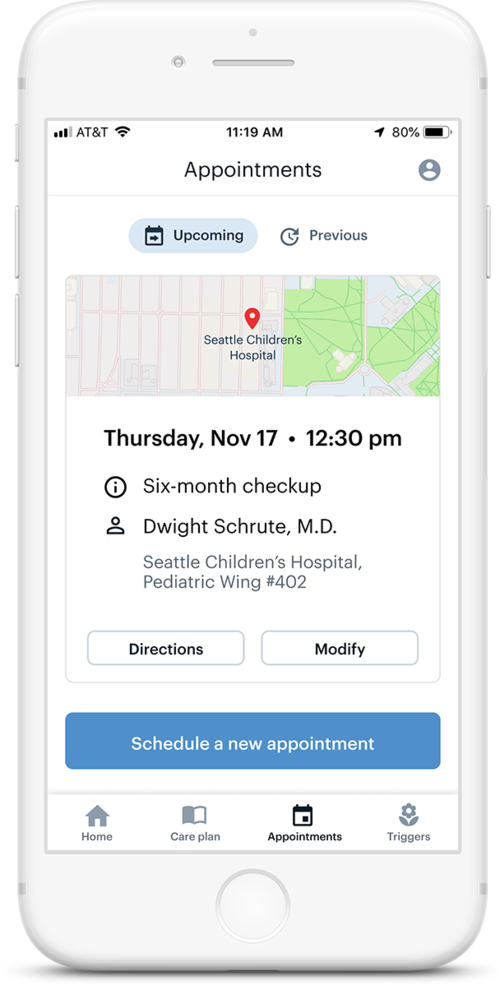 AT&T 11:19 AM 80%
Appointments
Upcoming Previous
Seattle Children's
Hospital
Thursday, Nov 17 • 12:30 pm
Six-month checkup
Dwight Schrute, M.D.
Seattle Children's Hospital,
Pediatric Wing #402
Directions Modify
Schedule a new appointment
Home Care plan Appointments Triggers